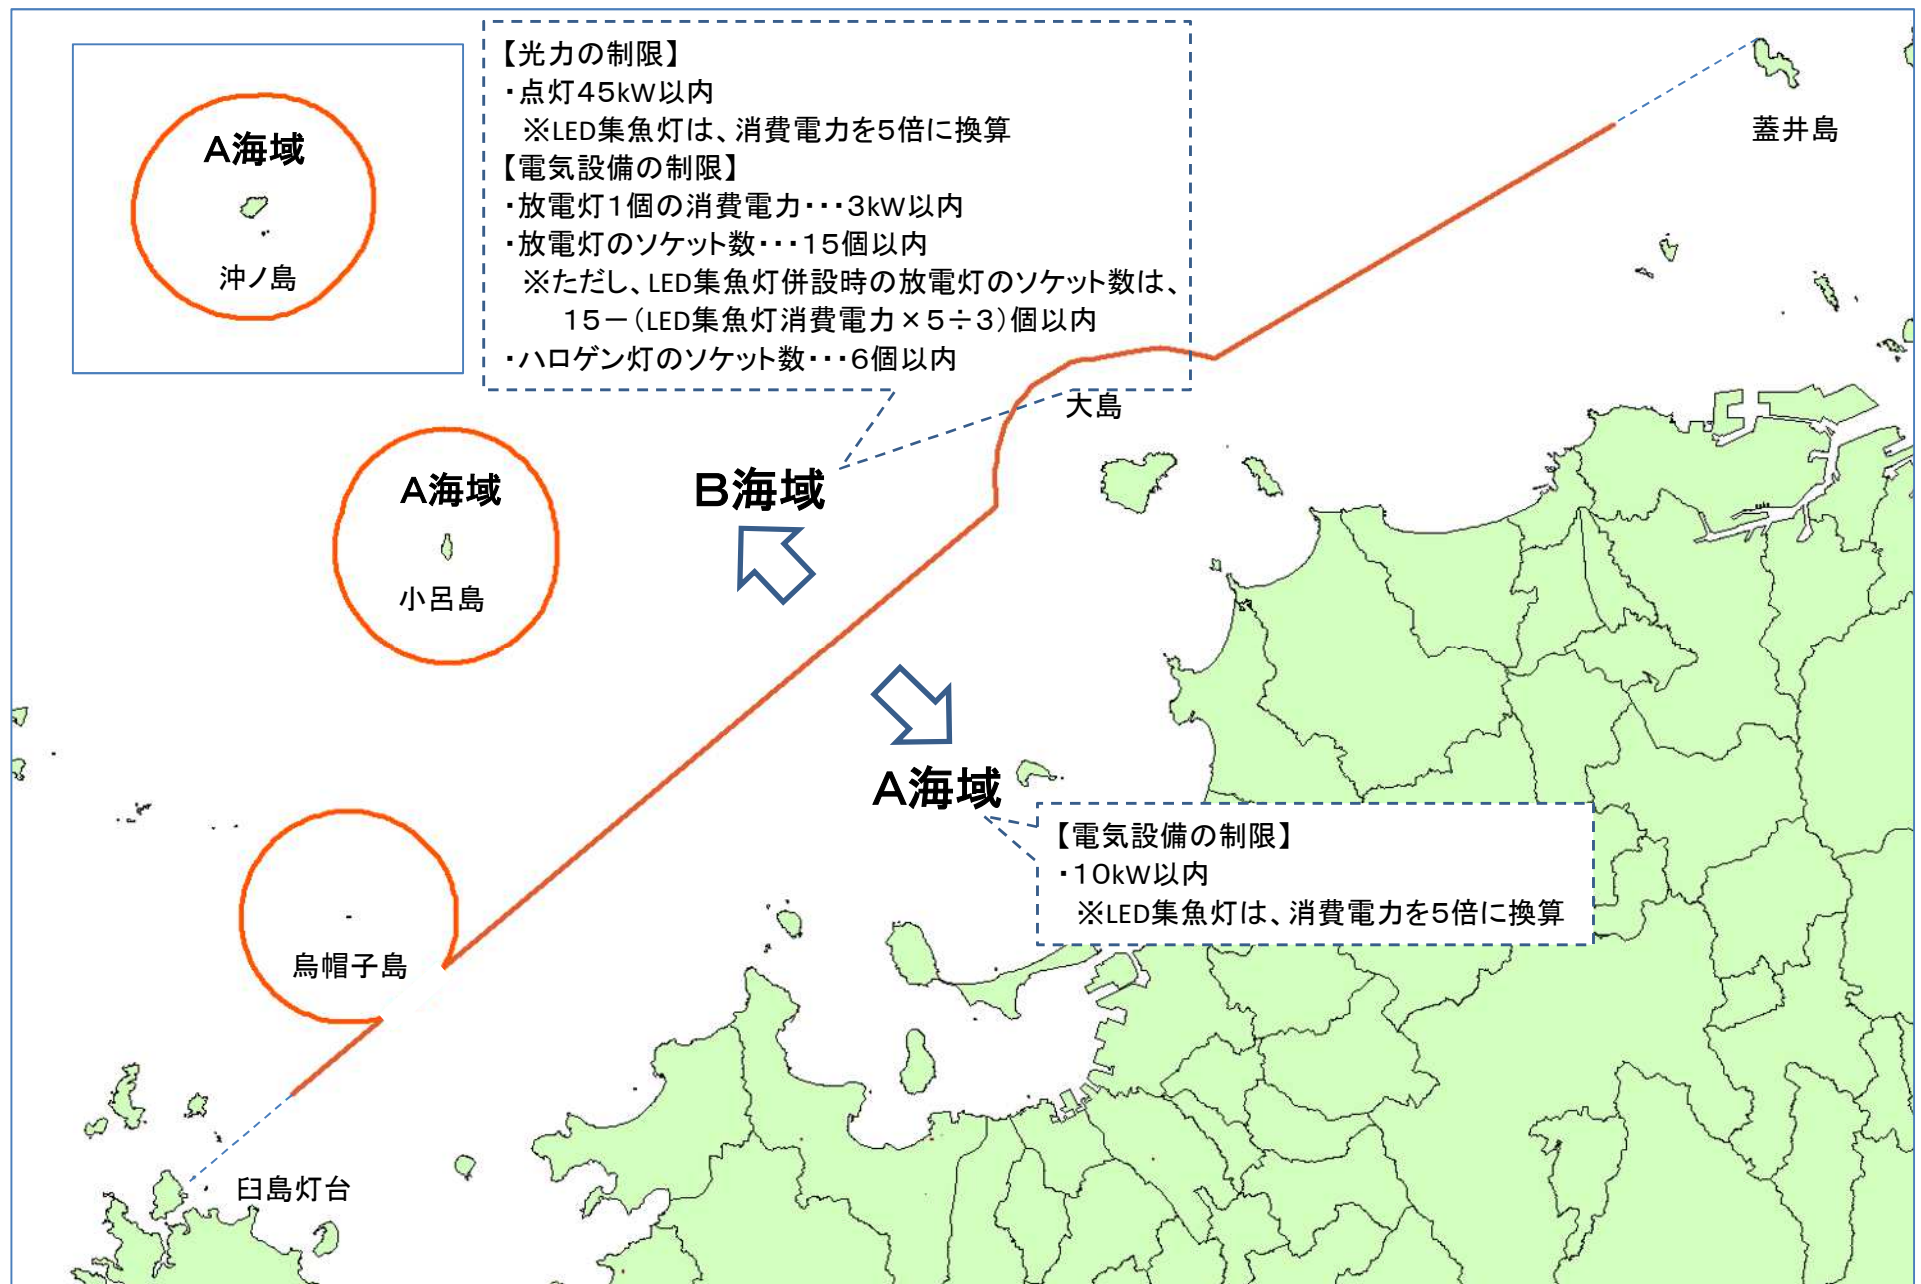 A海域
沖ノ島
【光力の制限】
・点灯45kW以内
※LED集魚灯は、消費電力を5倍に換算
【電気設備の制限】
・放電灯1個の消費電力・・・3kW以内
・放電灯のソケット数・・・15個以内
※ただし、LED集魚灯併設時の放電灯のソケット数は、
15－(LED集魚灯消費電力×5÷3)個以内
・ハロゲン灯のソケット数・・・6個以内
蓋井島
大島
A海域
小呂島
B海域
A海域
【電気設備の制限】
・10kW以内
※LED集魚灯は、消費電力を5倍に換算
烏帽子島
臼島灯台